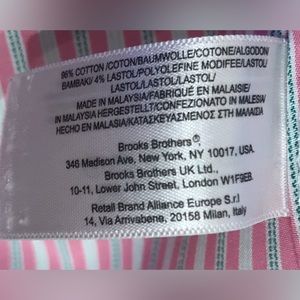 96% COTTON /COTON/BAUMWOLLE/COTONE/ALGODON/
BAMBAKI/ 4% LASTOL/POLYOLEFINE MODIFEE/LASTOL/
LASTOL/LASTOL/LASTOL/
MADE IN MALAYSIA/FABRIQUÉ EN MALAISIE/
IN MALAYSIA HERGESTELLT/CONFEZIONATO IN MALESIA/
HECHO EN MALASIA/ΚΑΤΑΣΚΕΥΑΣΜΕΝΟΣ ΣΤΗ ΜΑΛΑΙΣΙΑ
Brooks Brothers®,
346 Madison Ave, New York, NY 10017, USA
Brooks Brothers UK Ltd.,
10-11, Lower John Street, London W1F9EB
Retail Brand Alliance Europe S.r.l
14, Via Arrivabene, 20158 Milan, Italy